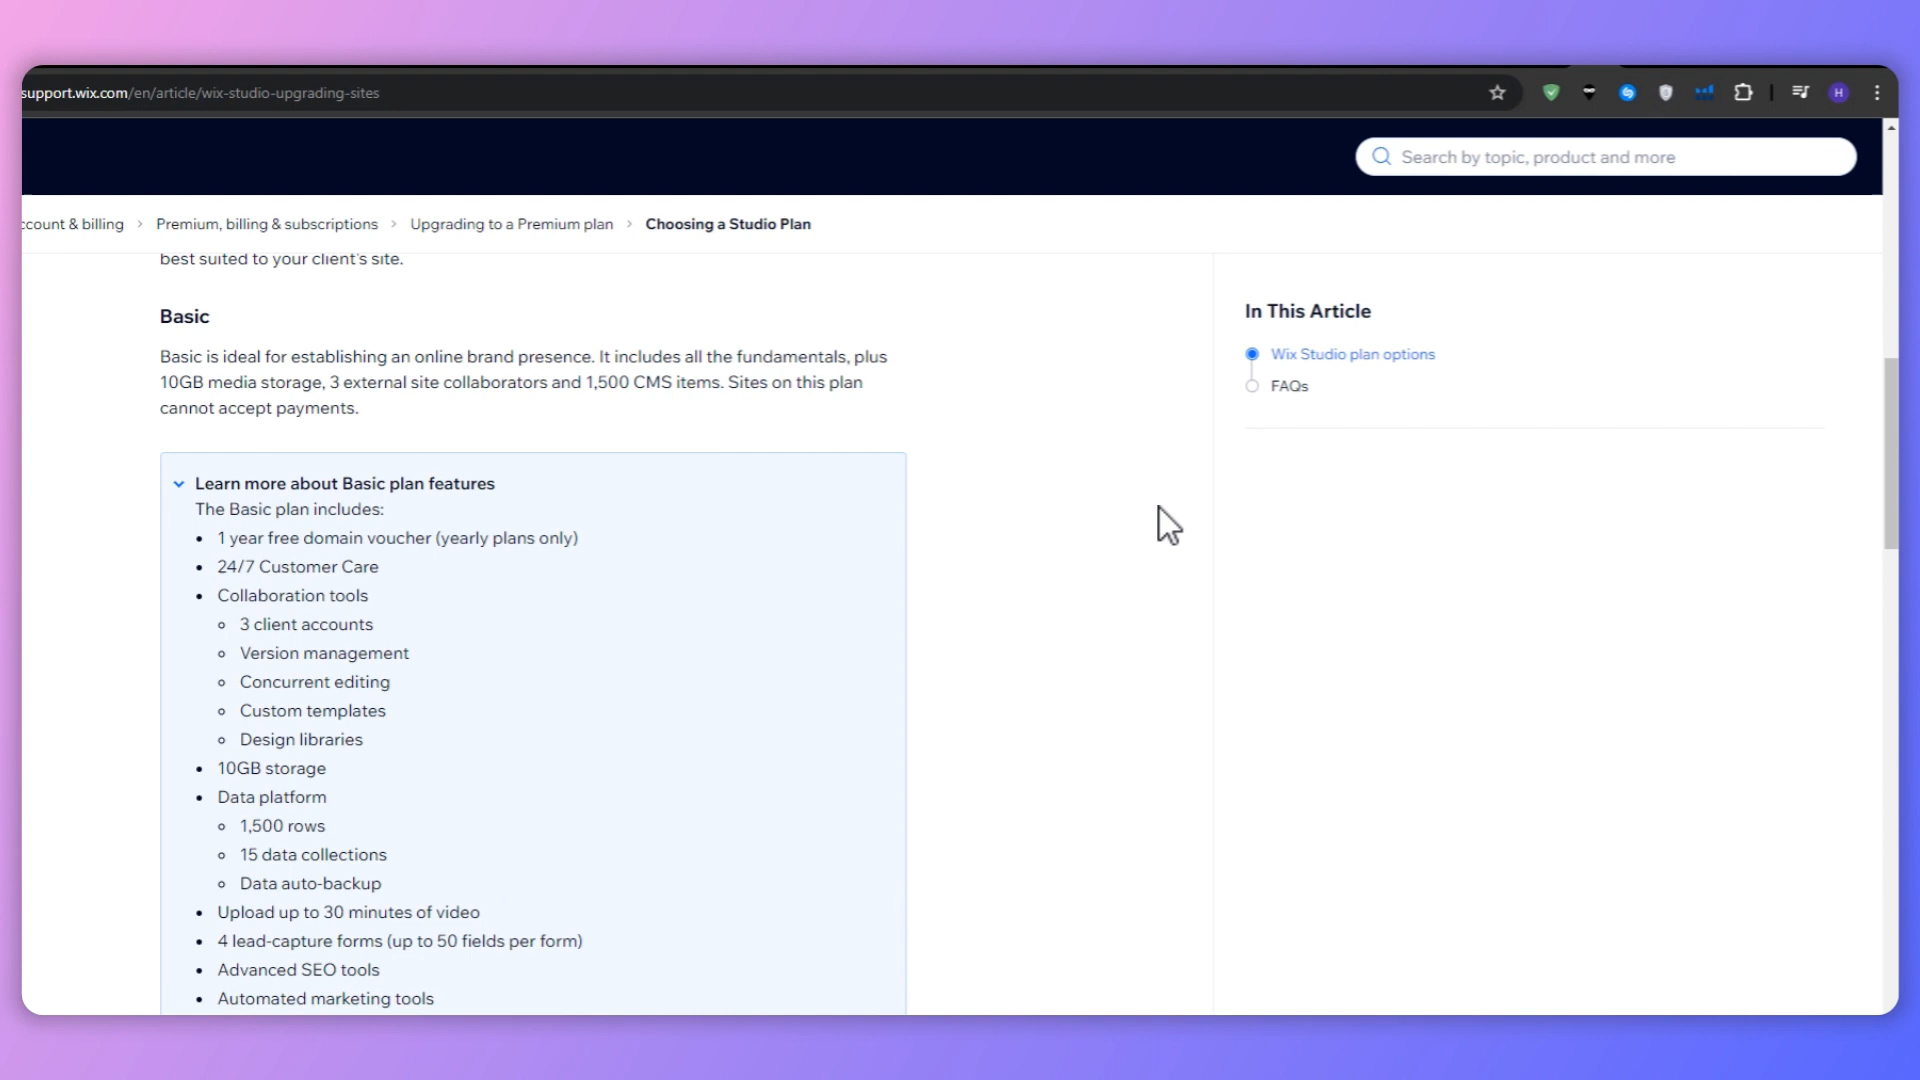 support.wix.com/en/article/wix-studio-upgrading-sites
H
Search by topic, product and more
ccount & billing > Premium, billing & subscriptions > Upgrading to a Premium plan > Choosing a Studio Plan
best suited to your client's site.
Basic
Basic is ideal for establishing an online brand presence. It includes all the fundamentals, plus
10GB media storage, 3 external site collaborators and 1,500 CMS items. Sites on this plan
cannot accept payments.
Learn more about Basic plan features
The Basic plan includes:
1 year free domain voucher (yearly plans only)
24/7 Customer Care
Collaboration tools
3 client accounts
Version management
Concurrent editing
Custom templates
Design libraries
10GB storage
Data platform
1,500 rows
15 data collections
Data auto-backup
Upload up to 30 minutes of video
4 lead-capture forms (up to 50 fields per form)
Advanced SEO tools
Automated marketing tools
In This Article
Wix Studio plan options
FAQs